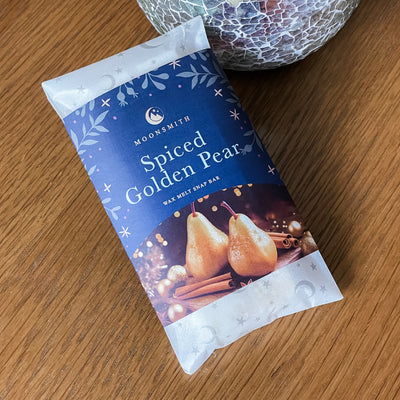 MOONSMITH
Spiced
Golden Pear
WAX MELT SNAP BAR